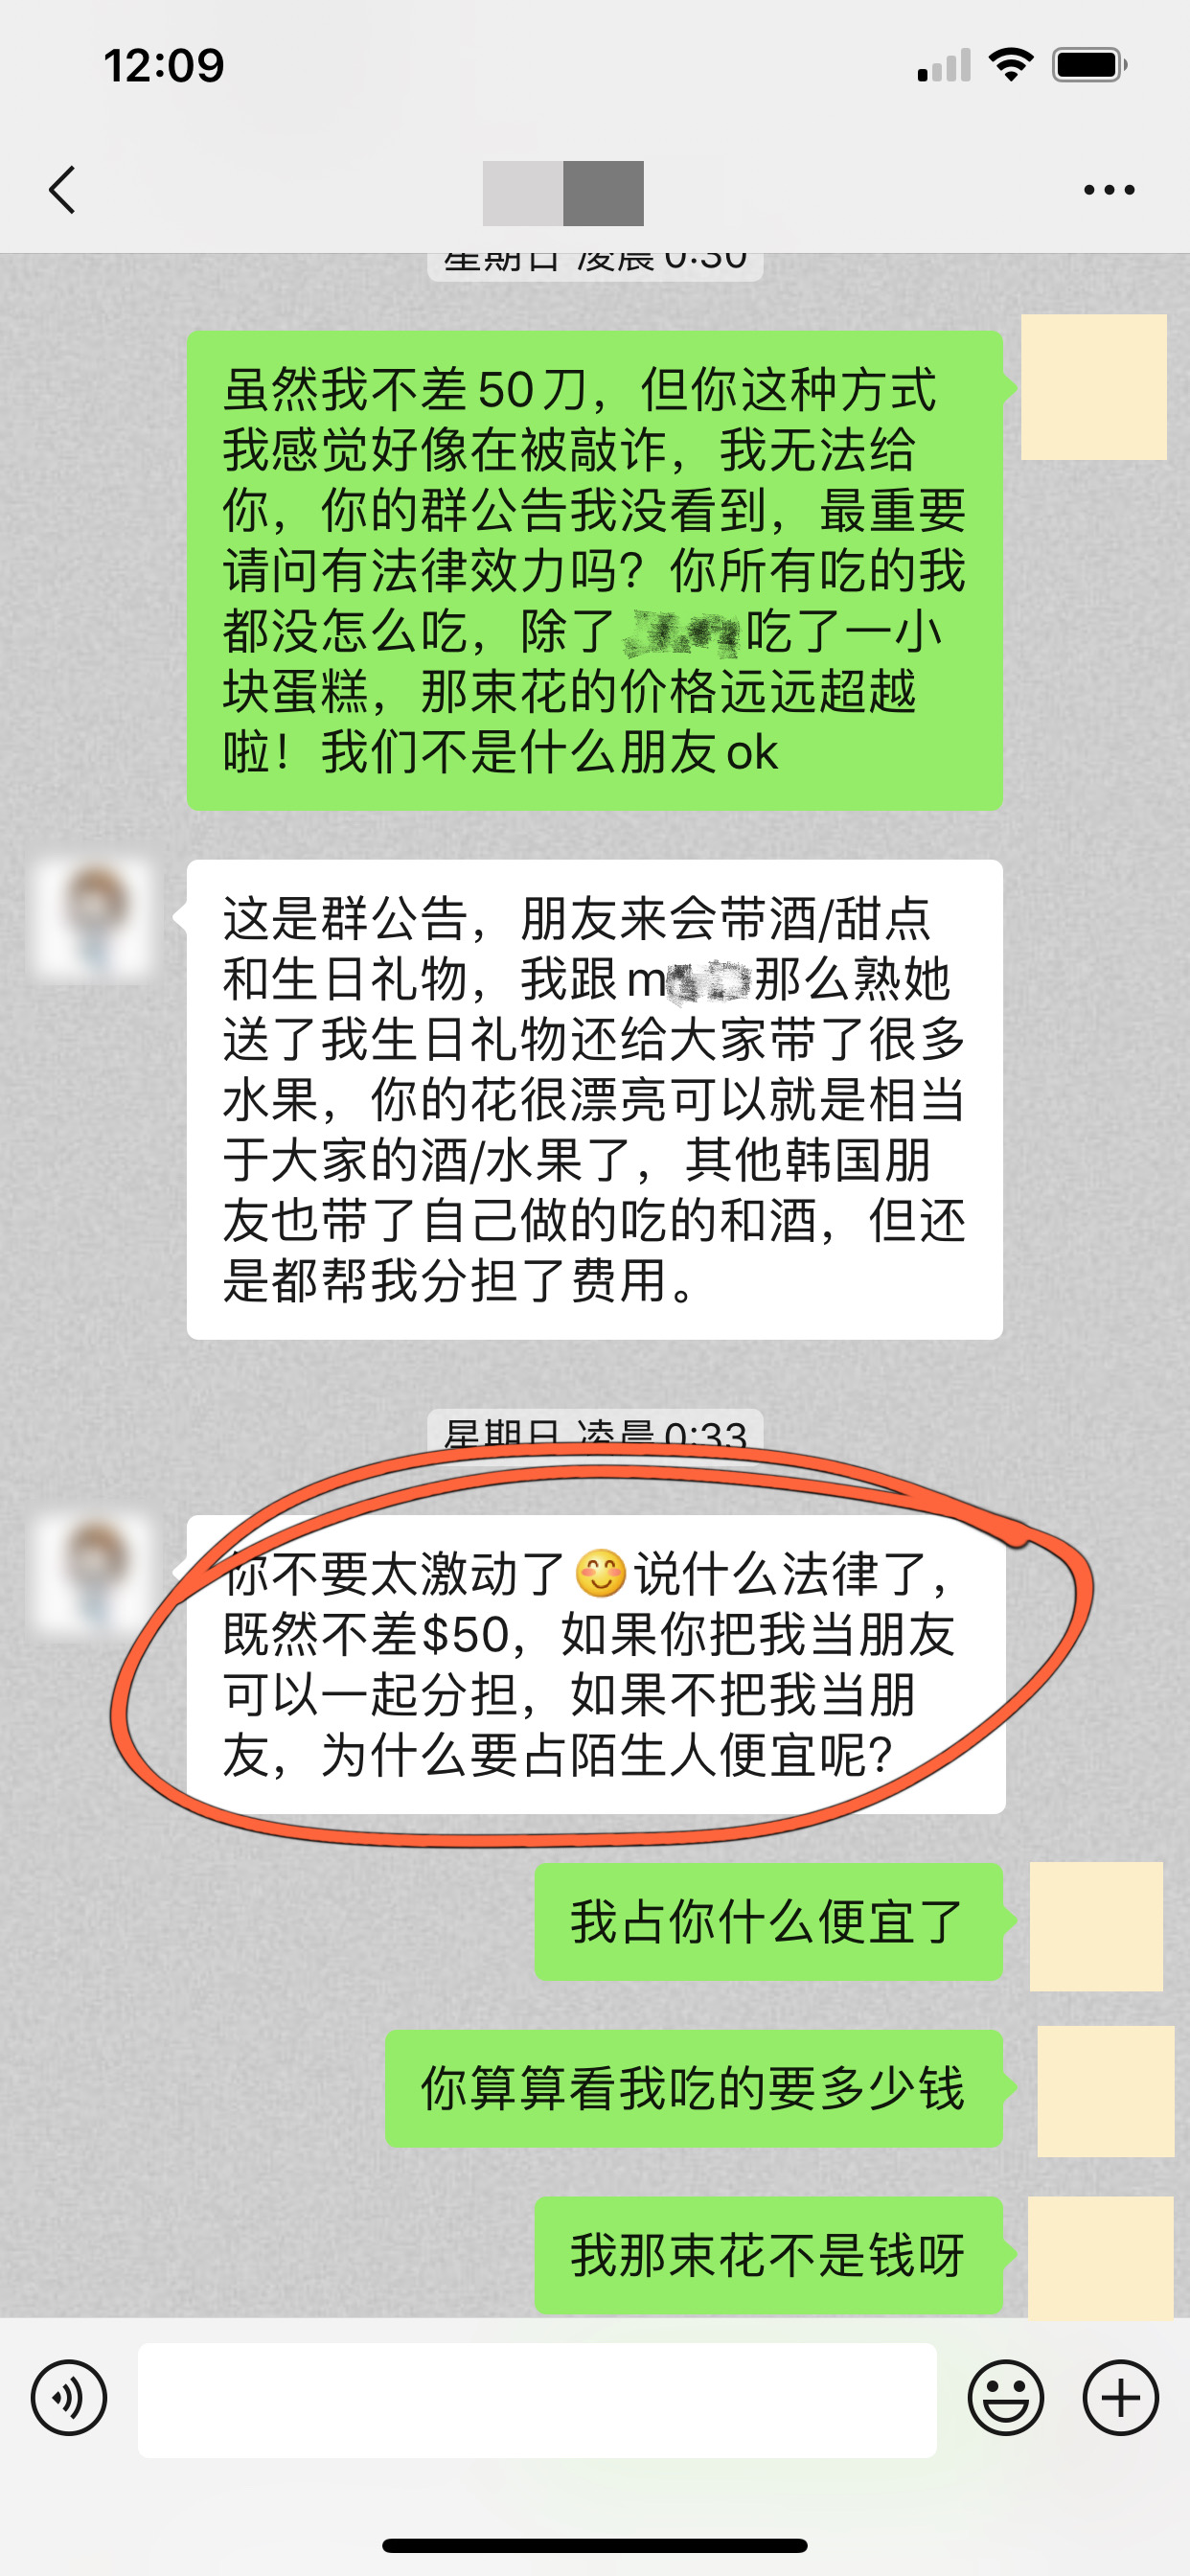 12:09
星期日 凌晨 0:30
虽然我不差50刀，但你这种方式
我感觉好像在被敲诈，我无法给
你，你的群公告我没看到，最重要
请问有法律效力吗？你所有吃的我
都没怎么吃，除了 吃了一小
块蛋糕，那束花的价格远远超越
啦！我们不是什么朋友ok
这是群公告，朋友来会带酒/甜点
和生日礼物，我跟m 那么熟她
送了我生日礼物还给大家带了很多
水果，你的花很漂亮可以就是相当
于大家的酒/水果了，其他韩国朋
友也带了自己做的吃的和酒，但还
是都帮我分担了费用。
星期日 凌晨 0:33
你不要太激动了😊说什么法律了，
既然不差$50，如果你把我当朋友
可以一起分担，如果不把我当朋
友，为什么要占陌生人便宜呢？
我占你什么便宜了
你算算看我吃的要多少钱
我那束花不是钱呀